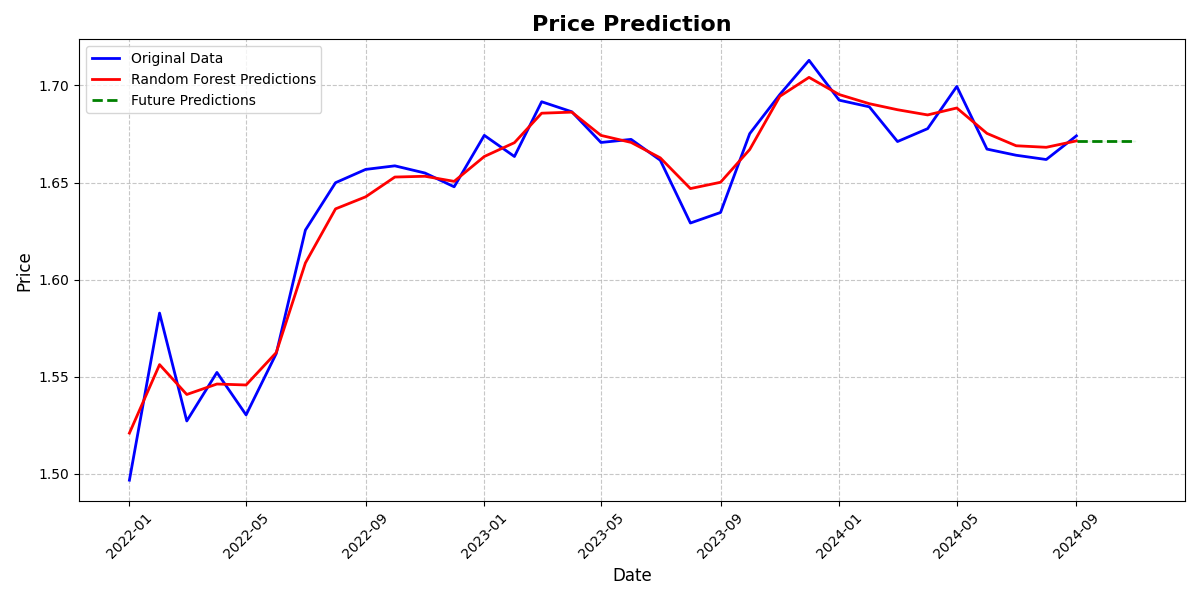 Price Prediction
Original Data
Random Forest Predictions
Future Predictions
Price
1.70
1.65
1.60
1.55
1.50
2022-01
2022-05
2022-09
2023-01
2023-05
2023-09
2024-01
2024-05
2024-09
Date